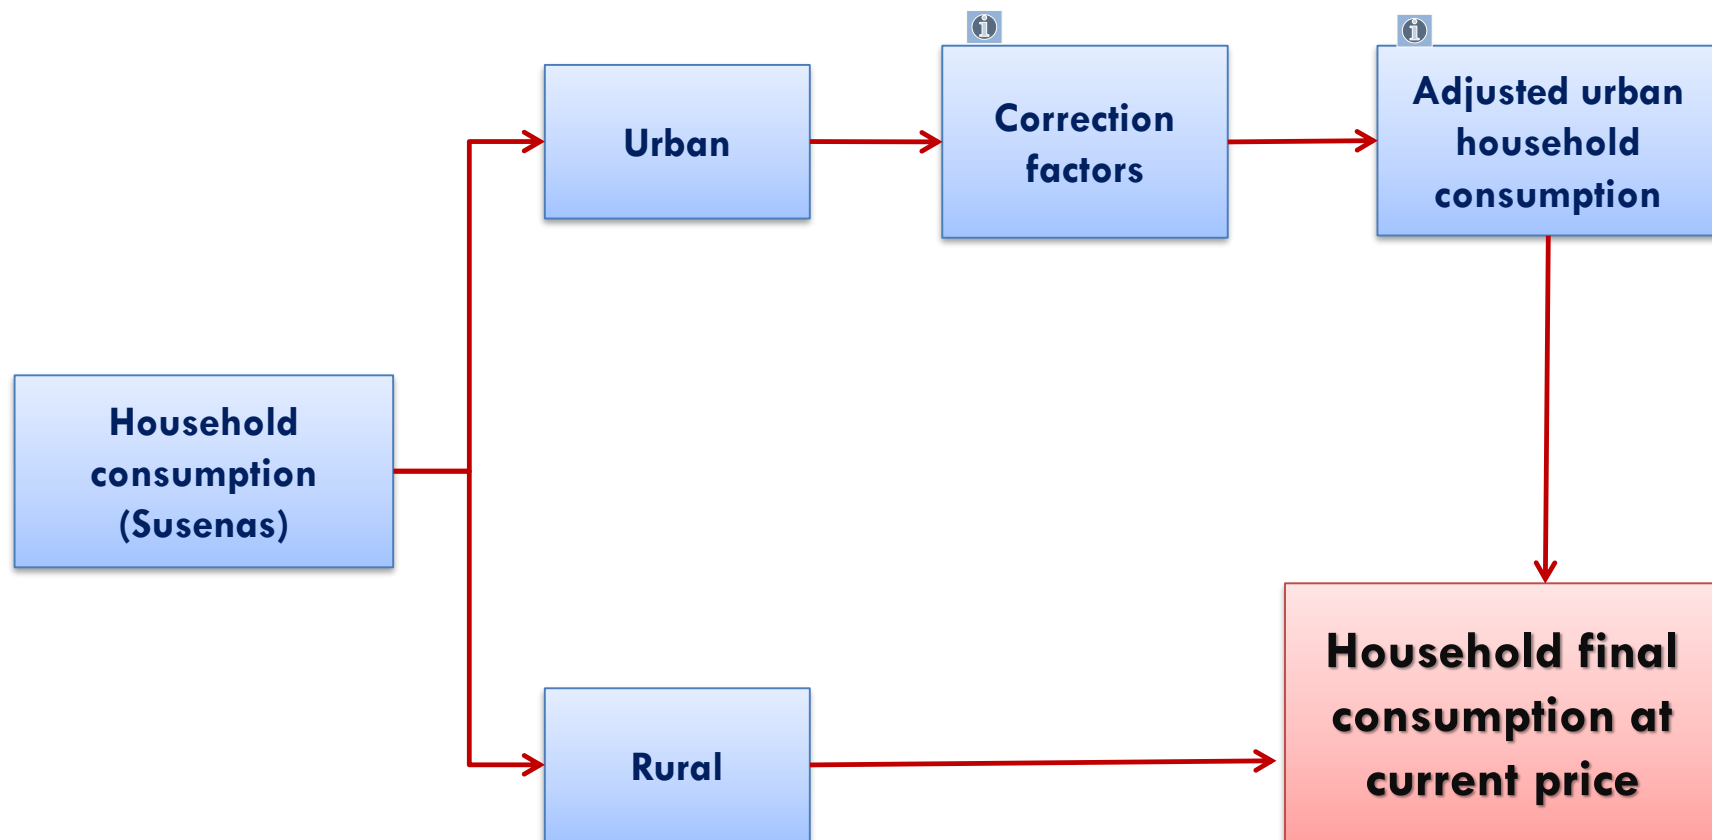 Urban
Correction
factors
Adjusted urban
household
consumption
Household
consumption
(Susenas)
Rural
Household final
consumption at
current price